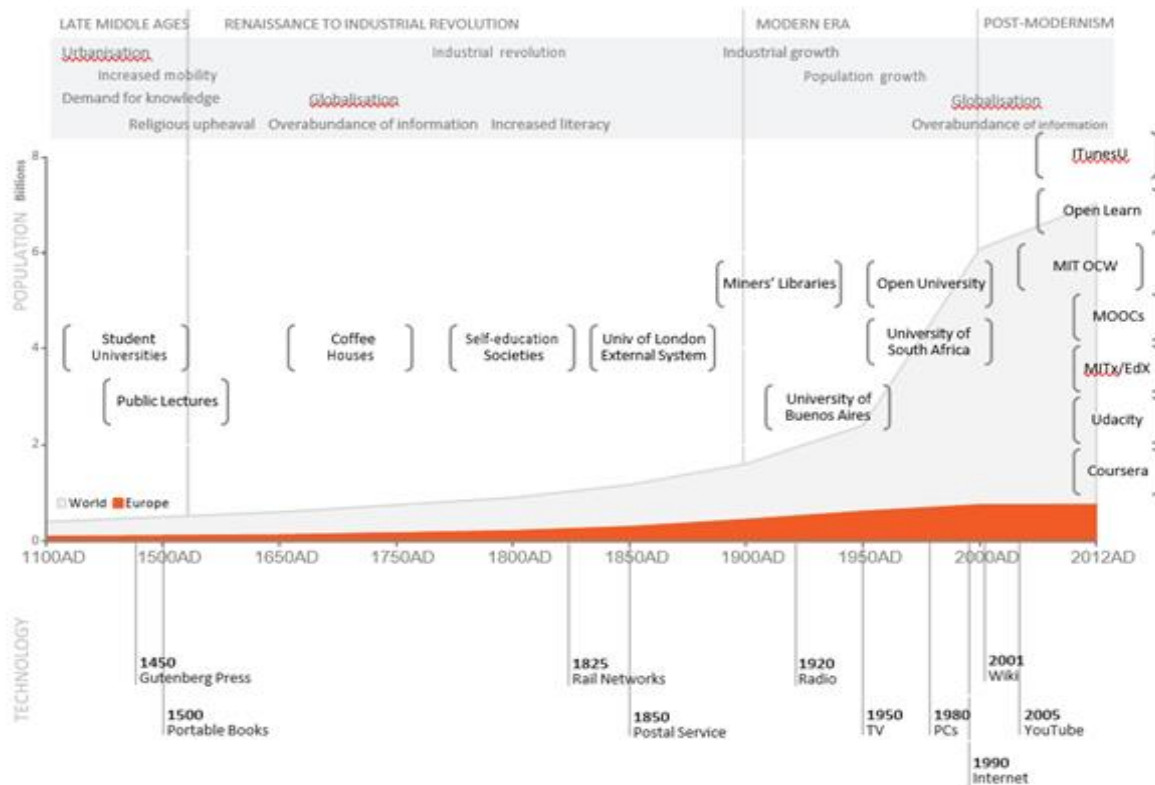 LATE MIDDLE AGES
RENAISSANCE TO INDUSTRIAL REVOLUTION
MODERN ERA
POST-MODERNISM
Urbanisation
Industrial revolution
Industrial growth
Increased mobility
Population growth
Demand for knowledge
Globalisation
Globalisation
Religious upheaval
Overabundance of information
Increased literacy
Overabundance of information
POPULATION Billions
8
6
4
2
0
ITunesU
Open Learn
MIT OCW
Miners' Libraries
Open University
MOOCs
Student
Universities
Coffee
Houses
Self-education
Societies
Univ of London
External System
University of
South Africa
MITx/EdX
Public Lectures
University of
Buenos Aires
Udacity
Coursera
World
Europe
1100AD
1500AD
1650AD
1750AD
1800AD
1850AD
1900AD
1950AD
2000AD
2012AD
TECHNOLOGY
1450
Gutenberg Press
1825
Rail Networks
1920
Radio
2001
Wiki
1500
Portable Books
1850
Postal Service
1950
TV
1980
PCs
2005
YouTube
1990
Internet